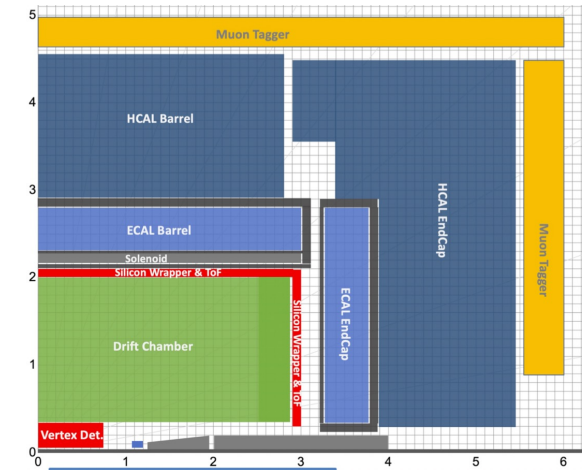 5
Muon Tagger
4
HCAL Barrel
3
HCAL EndCap
ECAL Barrel
Muon Tagger
Solenoid
2
Silicon Wrapper & ToF
ECAL EndCap
Silicon Wrapper & ToF
Drift Chamber
1
Vertex Det.
0
0 1 2 3 4 5 6